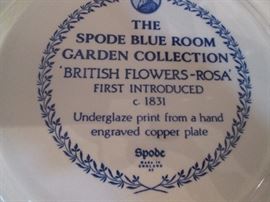 THE
SPODE BLUE ROOM
GARDEN COLLECTION
'BRITISH FLOWERS-ROSA'
FIRST INTRODUCED
c. 1831
Underglaze print from a hand
engraved copper plate
Spode
MADE IN
ENGLAND